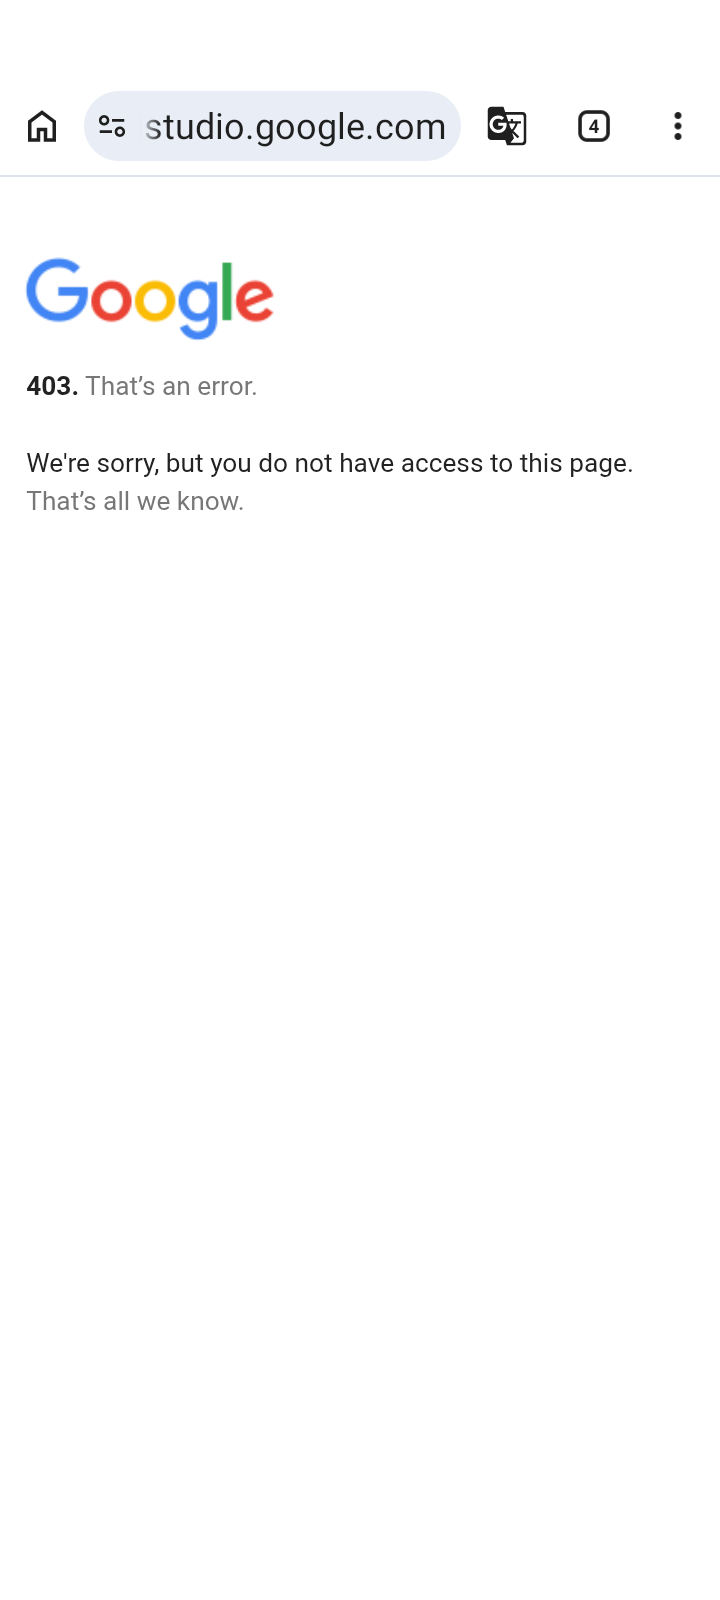 studio.google.com
4
Google
403. That’s an error.
We're sorry, but you do not have access to this page.
That’s all we know.